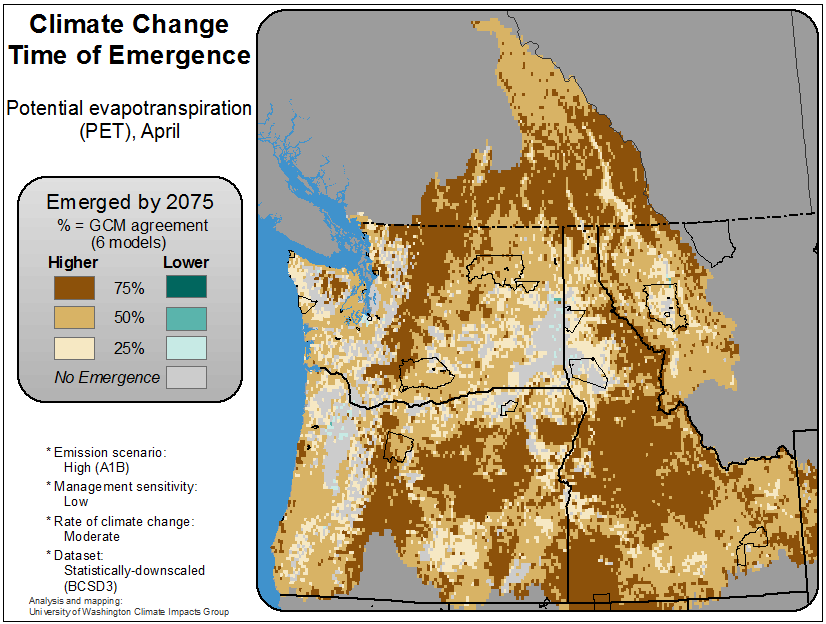 Climate Change
Time of Emergence
Potential evapotranspiration
(PET), April
Emerged by 2075
% = GCM agreement
(6 models)
Higher Lower
75%
50%
25%
No Emergence
* Emission scenario:
High (A1B)
* Management sensitivity:
Low
* Rate of climate change:
Moderate
* Dataset:
Statistically-downscaled
(BCSD3)
Analysis and mapping:
University of Washington Climate Impacts Group